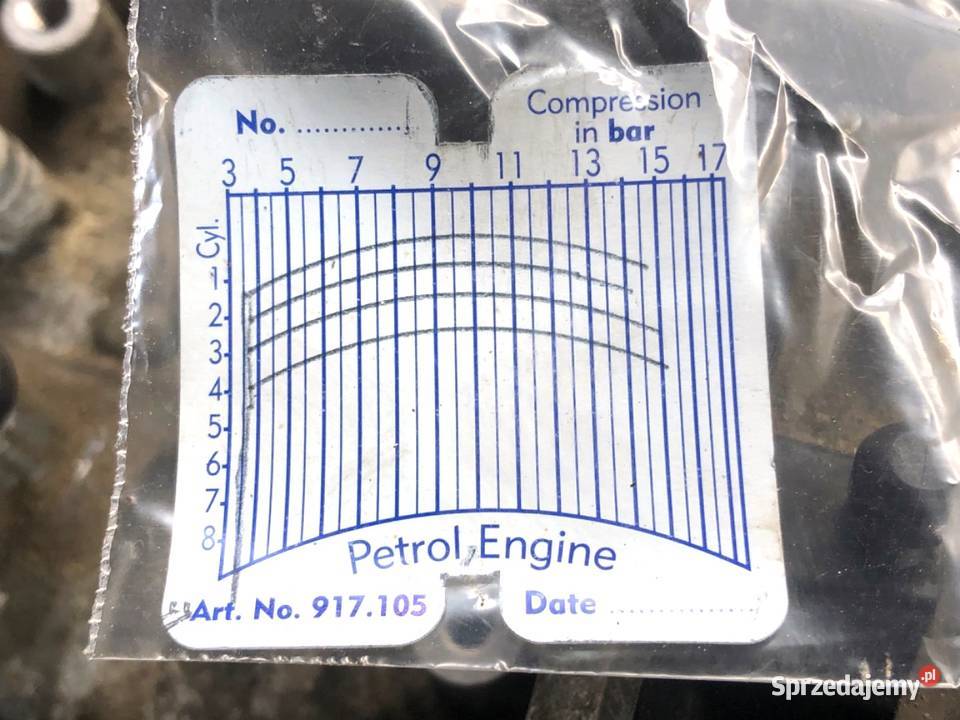 No. .............
Compression
in bar
3 5 7 9 11 13 15 17
Cyl.
1
2
3
4
5
6
7
8
Petrol Engine
Art. No. 917.105
Date ...............
Sprzedajemy.pl